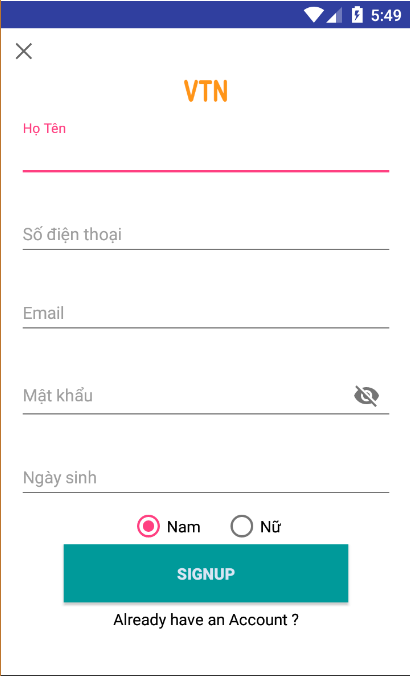 5:49
VTN
Họ Tên
Số điện thoại
Email
Mật khẩu
Ngày sinh
Nam Nữ
SIGNUP
Already have an Account ?